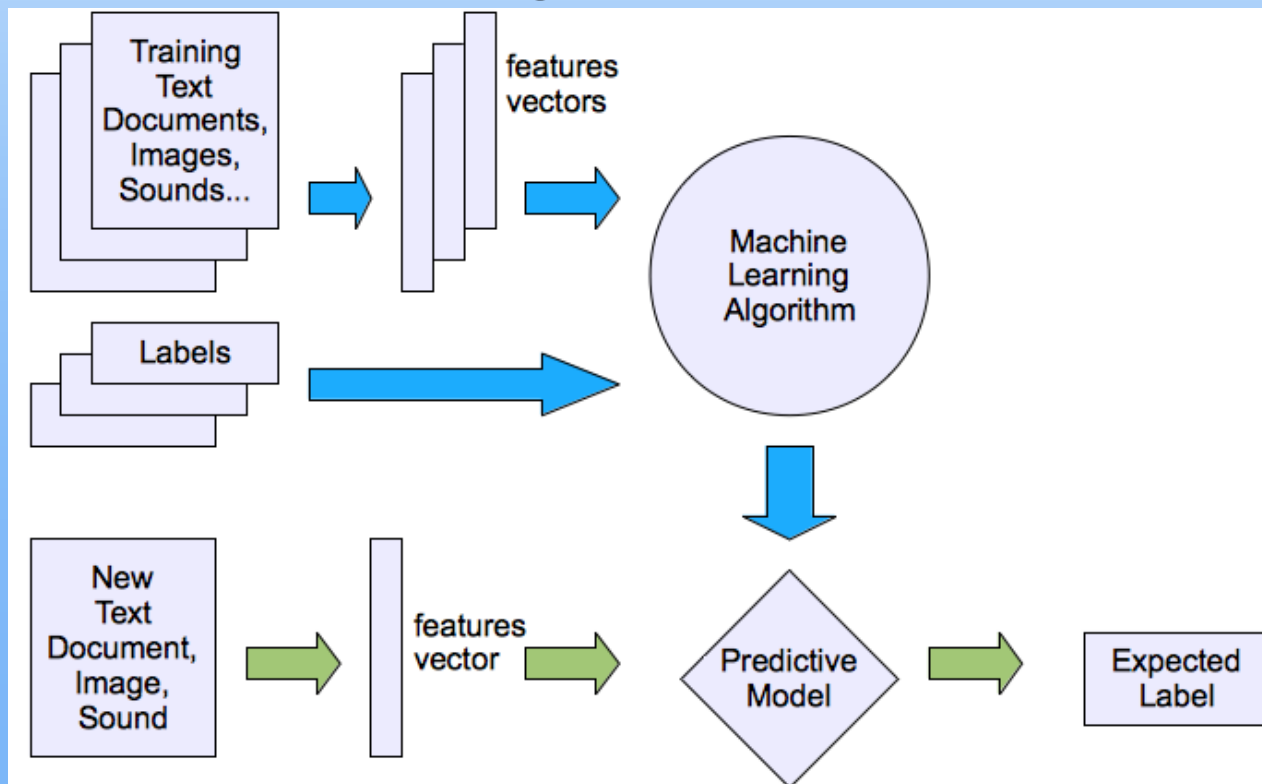 Training
Text
Documents,
Images,
Sounds...
features
vectors
Machine
Learning
Algorithm
Labels
New
Text
Document,
Image,
Sound
features
vector
Predictive
Model
Expected
Label